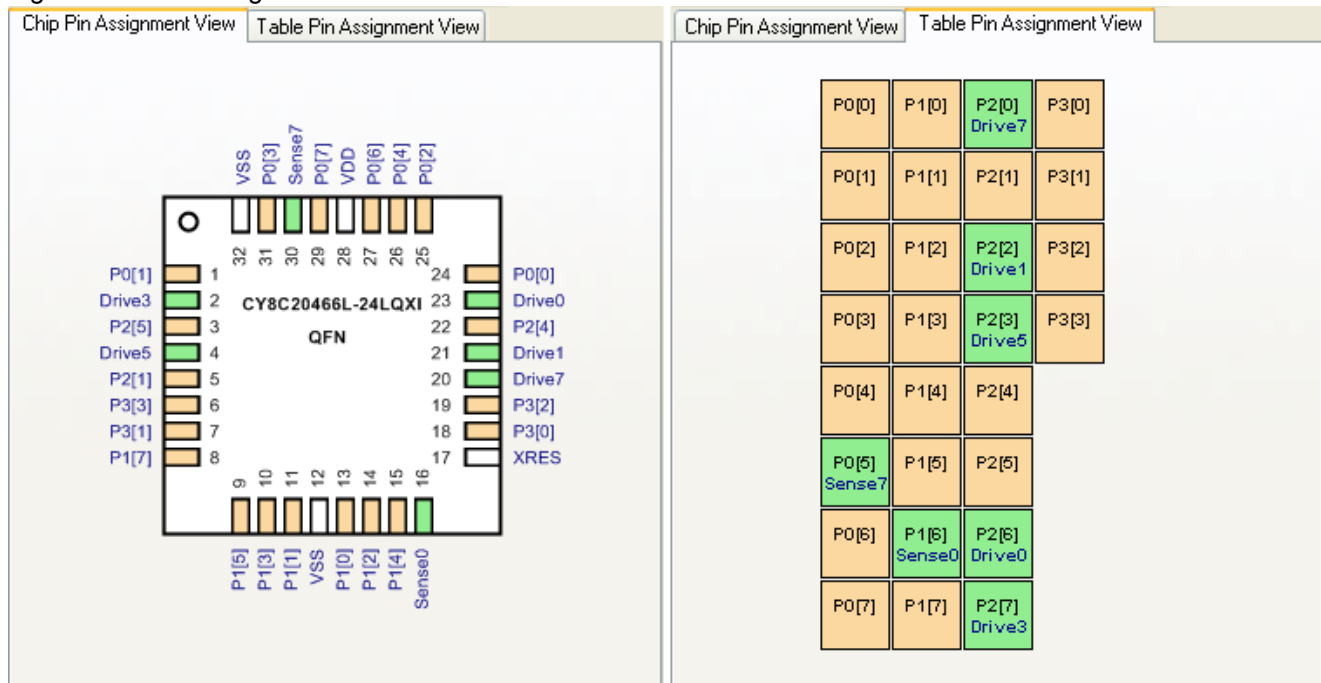 Chip Pin Assignment View
Table Pin Assignment View
VSS
P0[3]
Sense7
P0[7]
VDD
P0[6]
P0[4]
P0[2]
32
31
30
29
28
27
26
25
P0[1] 1
Drive3 2
P2[5] 3
Drive5 4
P2[1] 5
P3[3] 6
P3[1] 7
P1[7] 8
CY8C20466L-24LQXI
QFN
24 P0[0]
23 Drive0
22 P2[4]
21 Drive1
20 Drive7
19 P3[2]
18 P3[0]
17 XRES
9
10
11
12
13
14
15
16
P1[5]
P1[3]
P1[1]
VSS
P1[0]
P1[2]
P1[4]
Sense0
Chip Pin Assignment View
Table Pin Assignment View
P0[0] P1[0] P2[0] P3[0]
Drive7
P0[1] P1[1] P2[1] P3[1]
P0[2] P1[2] P2[2] P3[2]
Drive1
P0[3] P1[3] P2[3] P3[3]
Drive5
P0[4] P1[4] P2[4]
P0[5] P1[5] P2[5]
Sense7
P0[6] P1[6] P2[6]
Sense0 Drive0
P0[7] P1[7] P2[7]
Drive3